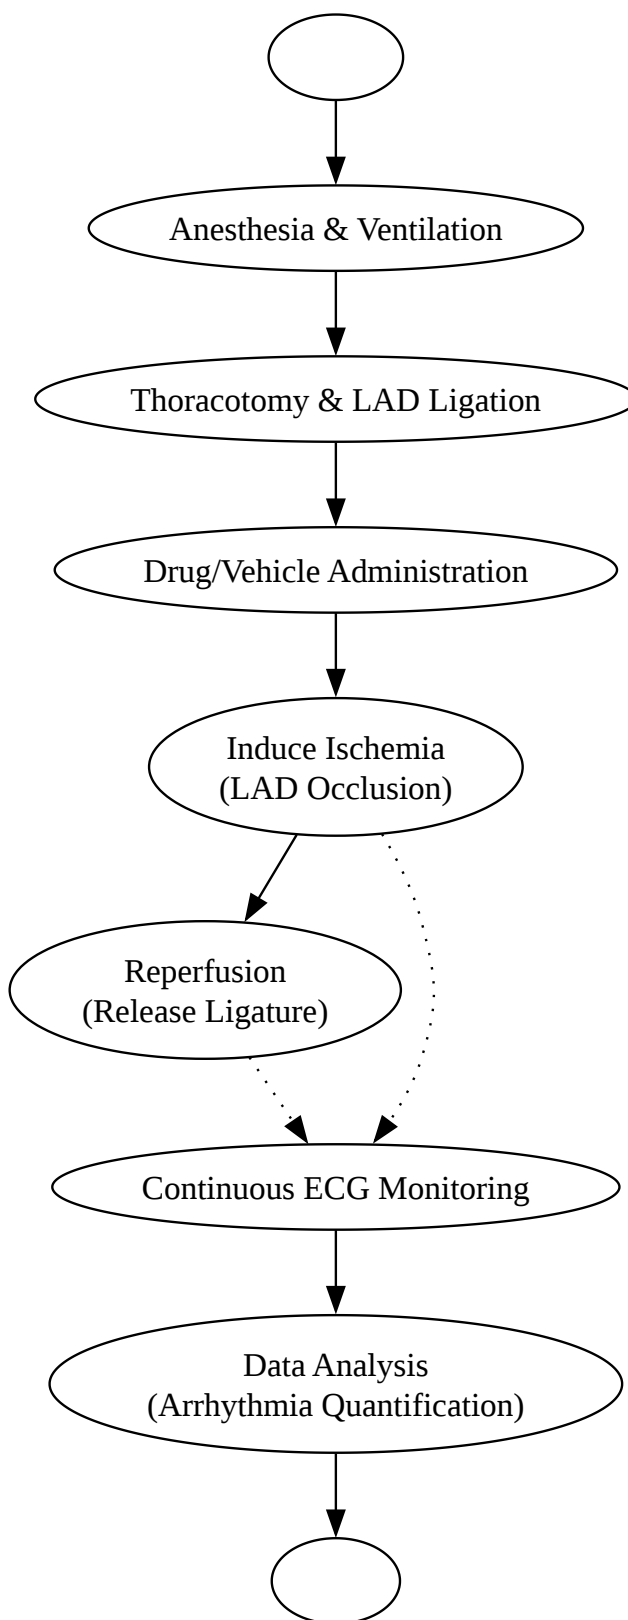 Anesthesia & Ventilation
Thoracotomy & LAD Ligation
Drug/Vehicle Administration
Induce Ischemia
(LAD Occlusion)
Reperfusion
(Release Ligature)
Continuous ECG Monitoring
Data Analysis
(Arrhythmia Quantification)